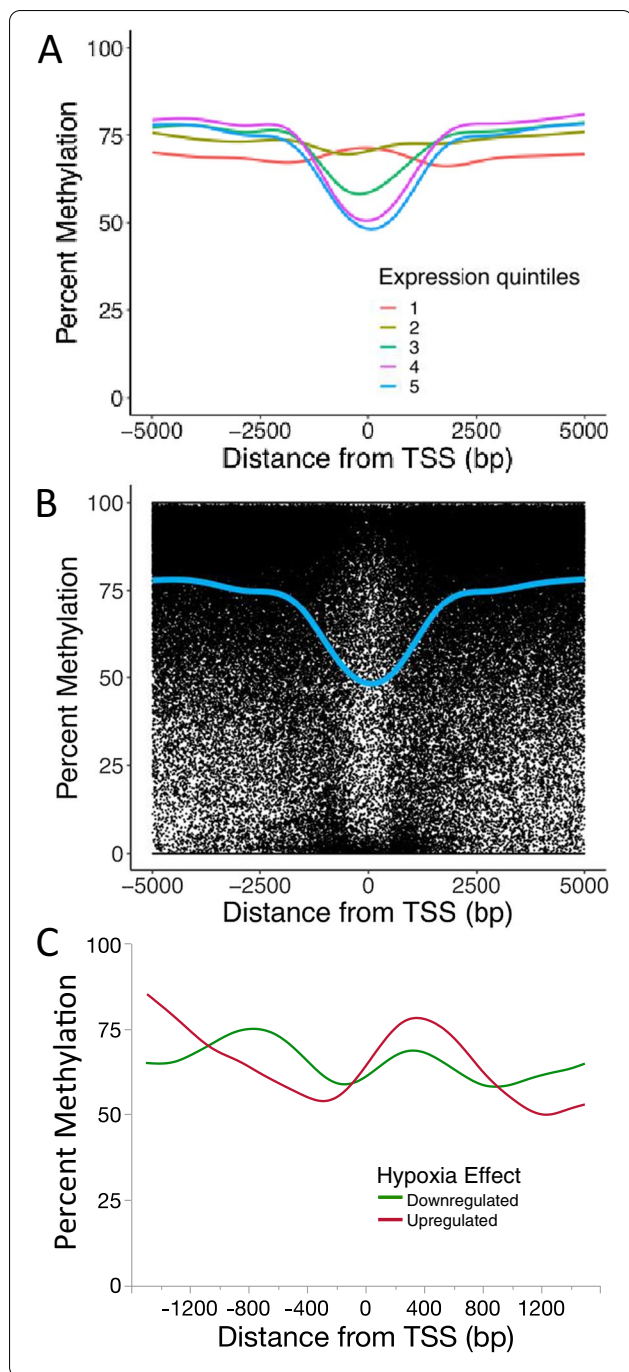 A
Percent Methylation
100
75
50
25
0
Expression quintiles
1
2
3
4
5
−5000 −2500 0 2500 5000
Distance from TSS (bp)
B
Percent Methylation
100
75
50
25
0
−5000 −2500 0 2500 5000
Distance from TSS (bp)
C
Percent Methylation
100
75
50
25
0
Hypoxia Effect
Downregulated
Upregulated
-1200 -800 -400 0 400 800 1200
Distance from TSS (bp)